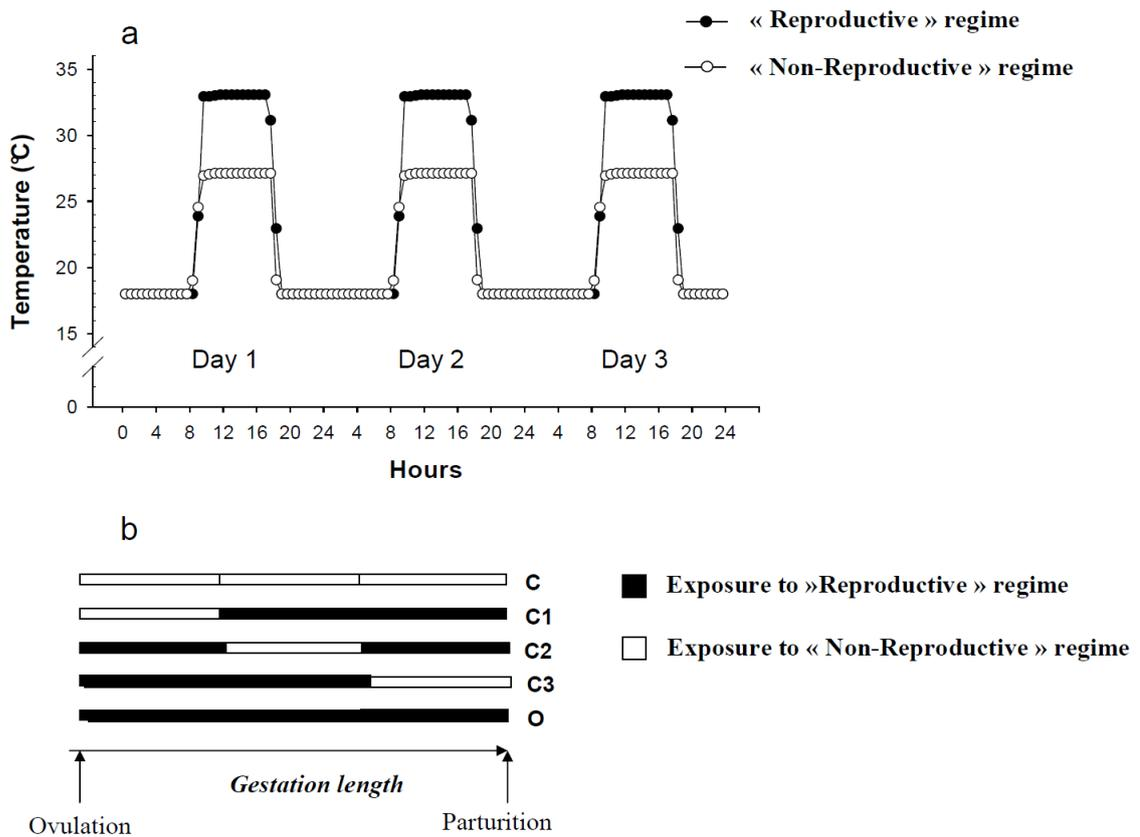 a
« Reproductive » regime
« Non-Reproductive » regime
35
30
25
20
15
0
Temperature (°C)
Day 1 Day 2 Day 3
0 4 8 12 16 20 24 4 8 12 16 20 24 4 8 12 16 20 24
Hours
b
C
C1
C2
C3
O
Exposure to »Reproductive » regime
Exposure to « Non-Reproductive » regime
Gestation length
Ovulation
Parturition